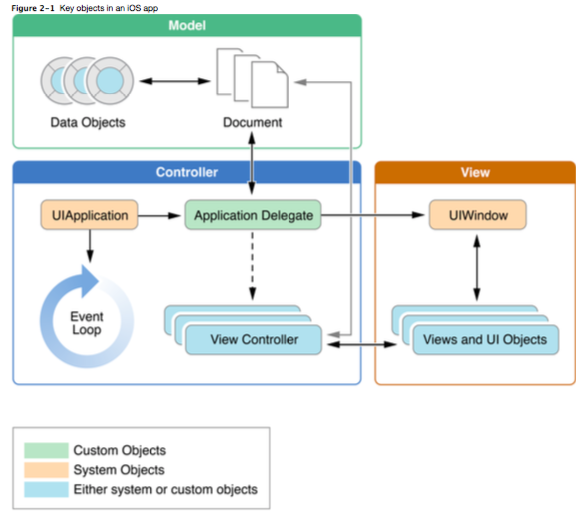 Figure 2-1 Key objects in an iOS app
Model
Data Objects
Document
Controller
View
UIApplication
Application Delegate
UIWindow
Event
Loop
View Controller
Views and UI Objects
Custom Objects
System Objects
Either system or custom objects